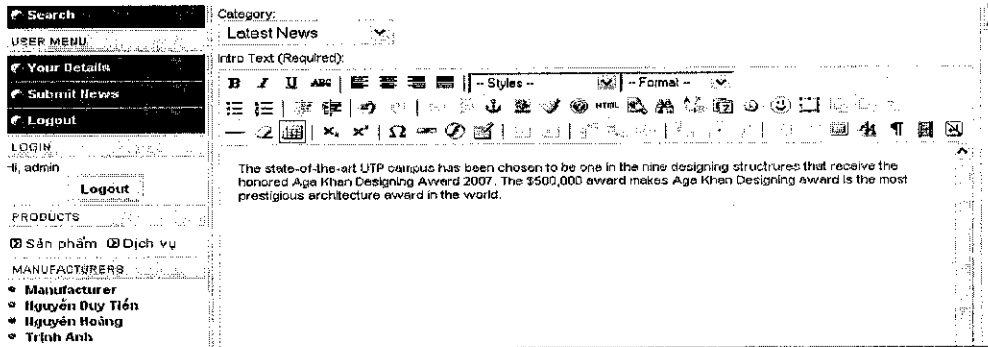 Search
USER MENU
Your Details
Submit News
Logout
LOGIN
Hi, admin
Logout
PRODUCTS
Sản phẩm Dịch vụ
MANUFACTURERS
Manufacturer
Nguyễn Duy Tiến
Nguyễn Hoàng
Trịnh Anh
Category:
Latest News
Intro Text (Required):
B I U ABC -- Styles -- -- Format --
HTML
x₂ x² Ω ¶
The state-of-the-art UTP campus has been chosen to be one in the nine designing structrures that receive the
honored Aga Khan Designing Award 2007. The $500,000 award makes Aga Khan Designing award is the most
prestigious architecture award in the world.